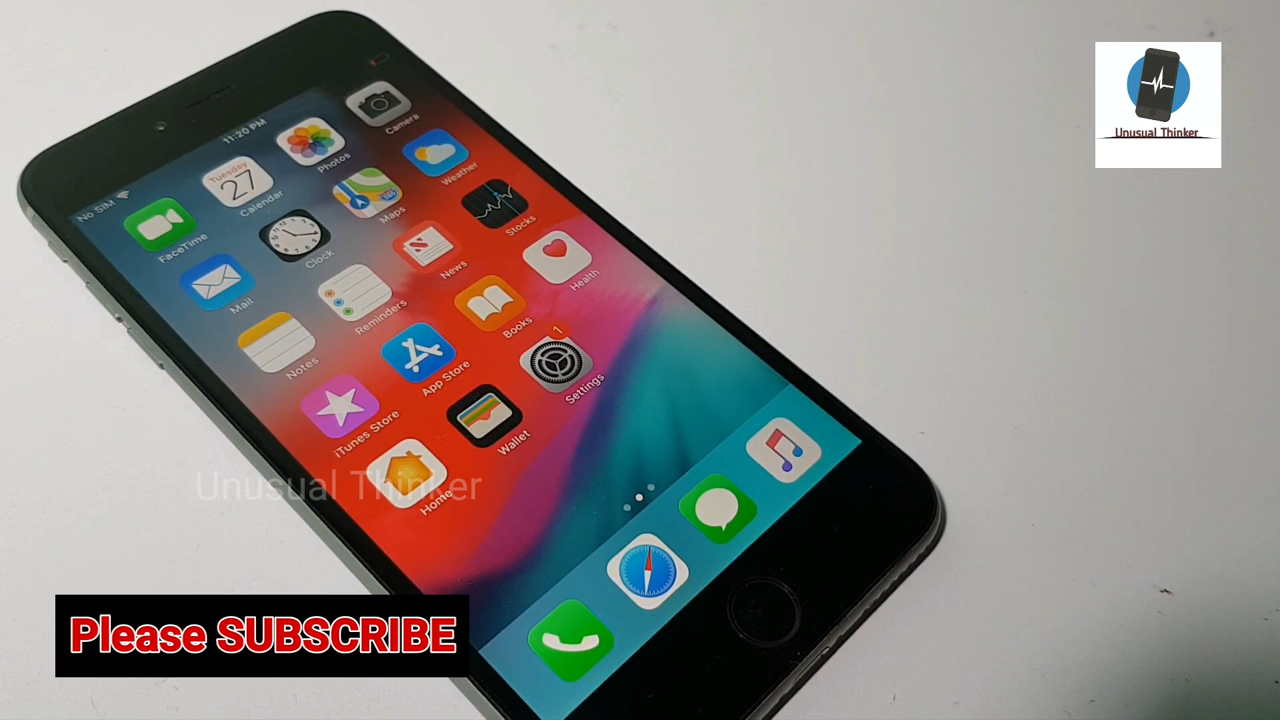 No SIM
11:20 PM
FaceTime
Tuesday
27
Calendar
Photos
Camera
Mail
Clock
Maps
Weather
Notes
Reminders
News
Stocks
iTunes Store
App Store
Books
Health
Home
Wallet
1
Settings
Unusual Thinker
Please SUBSCRIBE
Unusual Thinker